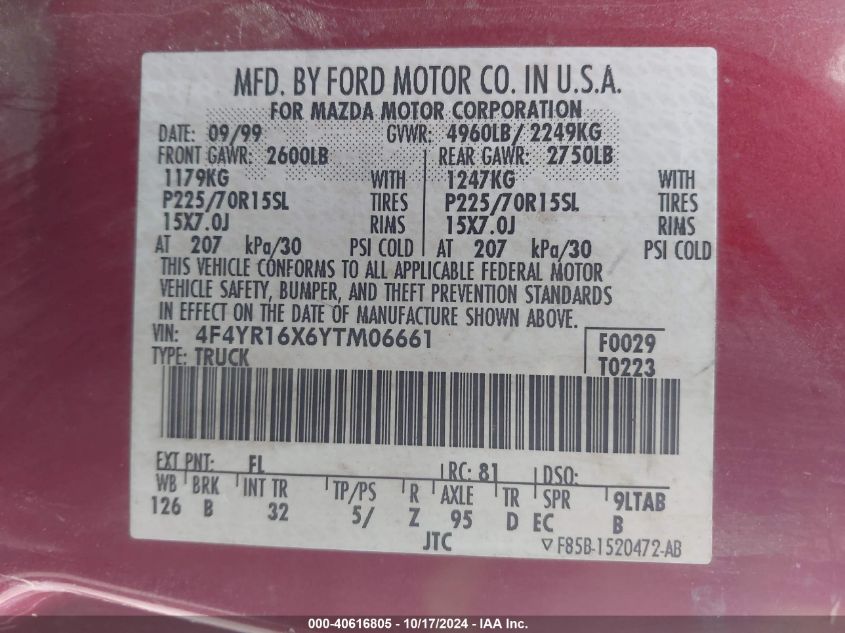 MFD. BY FORD MOTOR CO. IN U.S.A.
FOR MAZDA MOTOR CORPORATION
DATE: 09/99 GVWR: 4960LB/ 2249KG
FRONT GAWR: 2600LB REAR GAWR: 2750LB
1179KG WITH 1247KG WITH
P225/70R15SL TIRES P225/70R15SL TIRES
15X7.0J RIMS 15X7.0J RIMS
AT 207 kPa/30 PSI COLD AT 207 kPa/30 PSI COLD
THIS VEHICLE CONFORMS TO ALL APPLICABLE FEDERAL MOTOR
VEHICLE SAFETY, BUMPER, AND THEFT PREVENTION STANDARDS
IN EFFECT ON THE DATE OF MANUFACTURE SHOWN ABOVE.
VIN: 4F4YR16X6YTM06661 F0029
TYPE: TRUCK T0223
EXT PNT: FL RC: 81 DSO:
WB BRK INT TR TP/PS R AXLE TR SPR 9LTAB
126 B 32 5/ Z 95 D EC B
JTC ▽F85B-1520472-AB
000-40616805 - 10/17/2024 - IAA Inc.